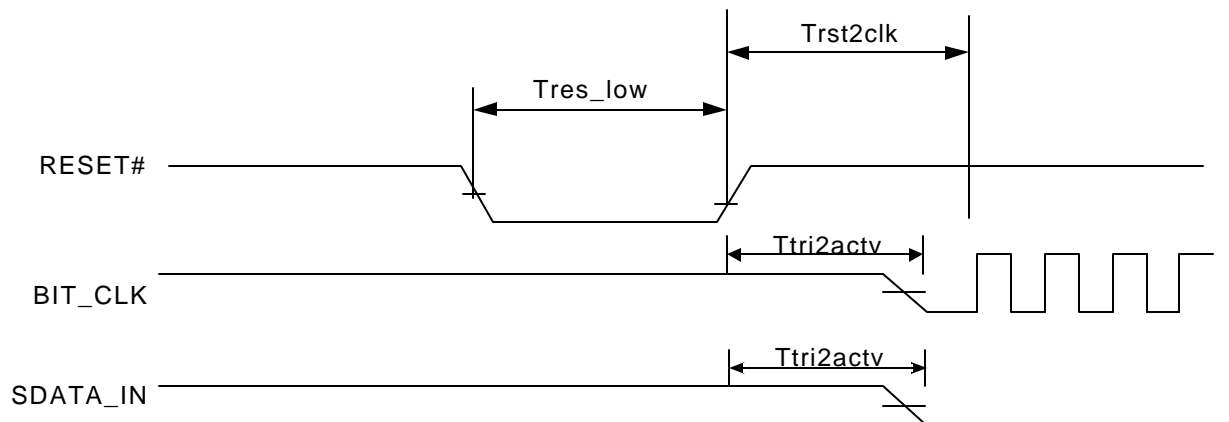 Trst2clk
Tres_low
RESET#
Ttri2actv
BIT_CLK
Ttri2actv
SDATA_IN